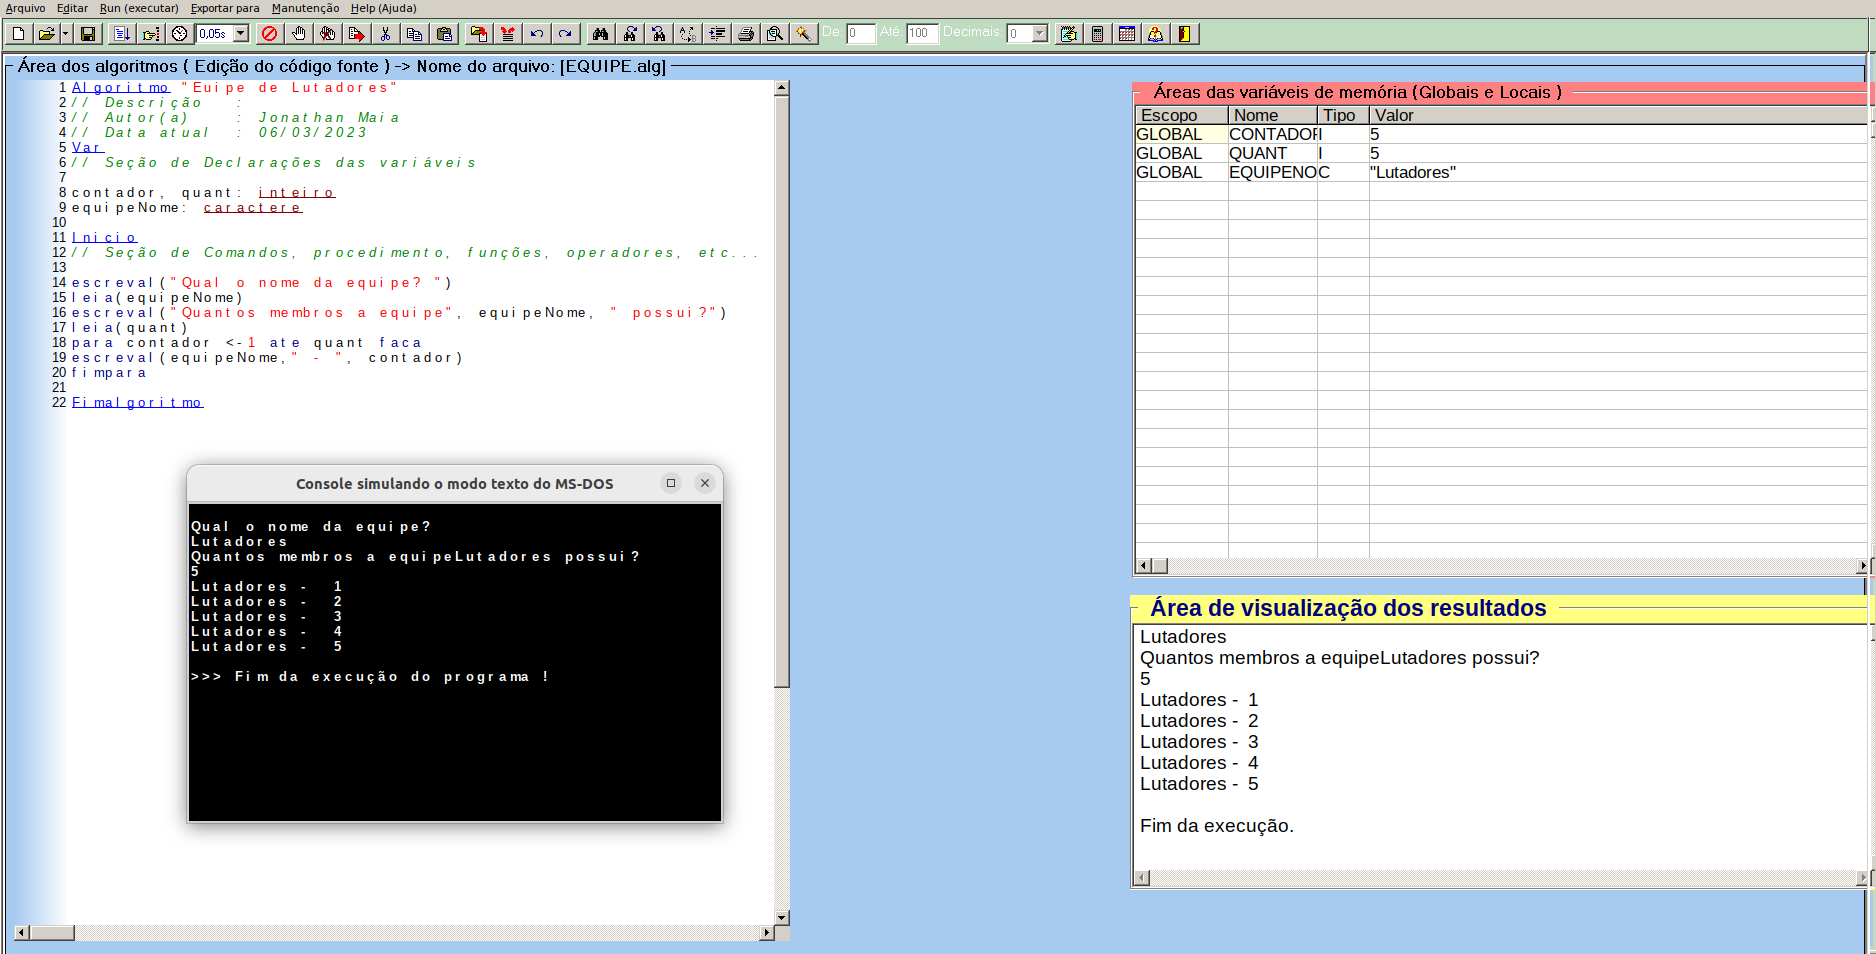 Arquivo Editar Run (executar) Exportar para Manutenção Help (Ajuda)
0,05s De: 0 Até: 100 Decimais: 0
Área dos algoritmos ( Edição do código fonte ) -> Nome do arquivo: [EQUIPE.alg]
1 Algoritmo "Euipe de Lutadores"
2 // Descrição :
3 // Autor(a) : Jonathan Maia
4 // Data atual : 06/03/2023
5 Var
6 // Seção de Declarações das variáveis
7
8 contador, quant: inteiro
9 equipeNome: caractere
10
11 Inicio
12 // Seção de Comandos, procedimento, funções, operadores, etc...
13
14 escreval("Qual o nome da equipe? ")
15 leia(equipeNome)
16 escreval("Quantos membros a equipe", equipeNome, " possui?")
17 leia(quant)
18 para contador <-1 ate quant faca
19 escreval(equipeNome," - ", contador)
20 fimpara
21
22 Fimalgoritmo
Console simulando o modo texto do MS-DOS
Qual o nome da equipe?
Lutadores
Quantos membros a equipeLutadores possui?
5
Lutadores - 1
Lutadores - 2
Lutadores - 3
Lutadores - 4
Lutadores - 5
>>> Fim da execução do programa !
Áreas das variáveis de memória (Globais e Locais )
Escopo Nome Tipo Valor
GLOBAL CONTADOR I 5
GLOBAL QUANT I 5
GLOBAL EQUIPENO C "Lutadores"
Área de visualização dos resultados
Lutadores
Quantos membros a equipeLutadores possui?
5
Lutadores - 1
Lutadores - 2
Lutadores - 3
Lutadores - 4
Lutadores - 5
Fim da execução.